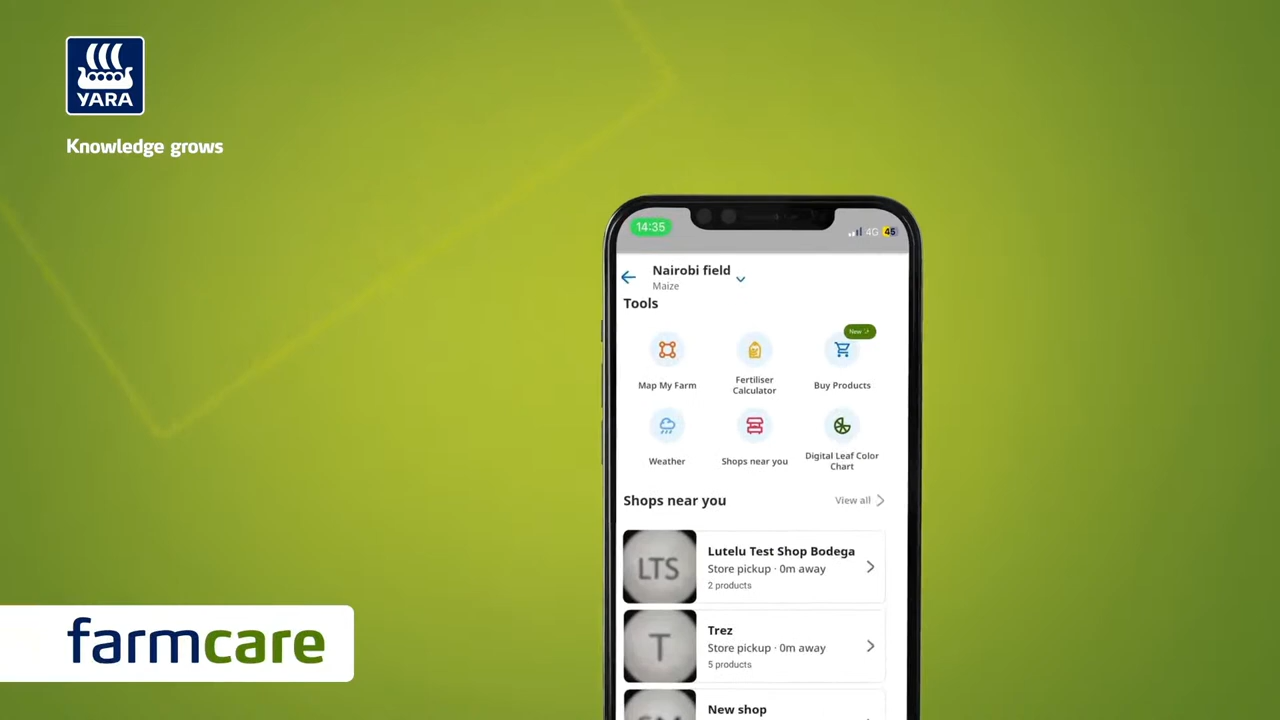 YARA
Knowledge grows
14:35
4G
45
Nairobi field
Maize
Tools
New
Map My Farm
Fertiliser
Calculator
Buy Products
Weather
Shops near you
Digital Leaf Color
Chart
Shops near you
View all
LTS
Lutelu Test Shop Bodega
Store pickup · 0m away
2 products
T
Trez
Store pickup · 0m away
5 products
New shop
farmcare